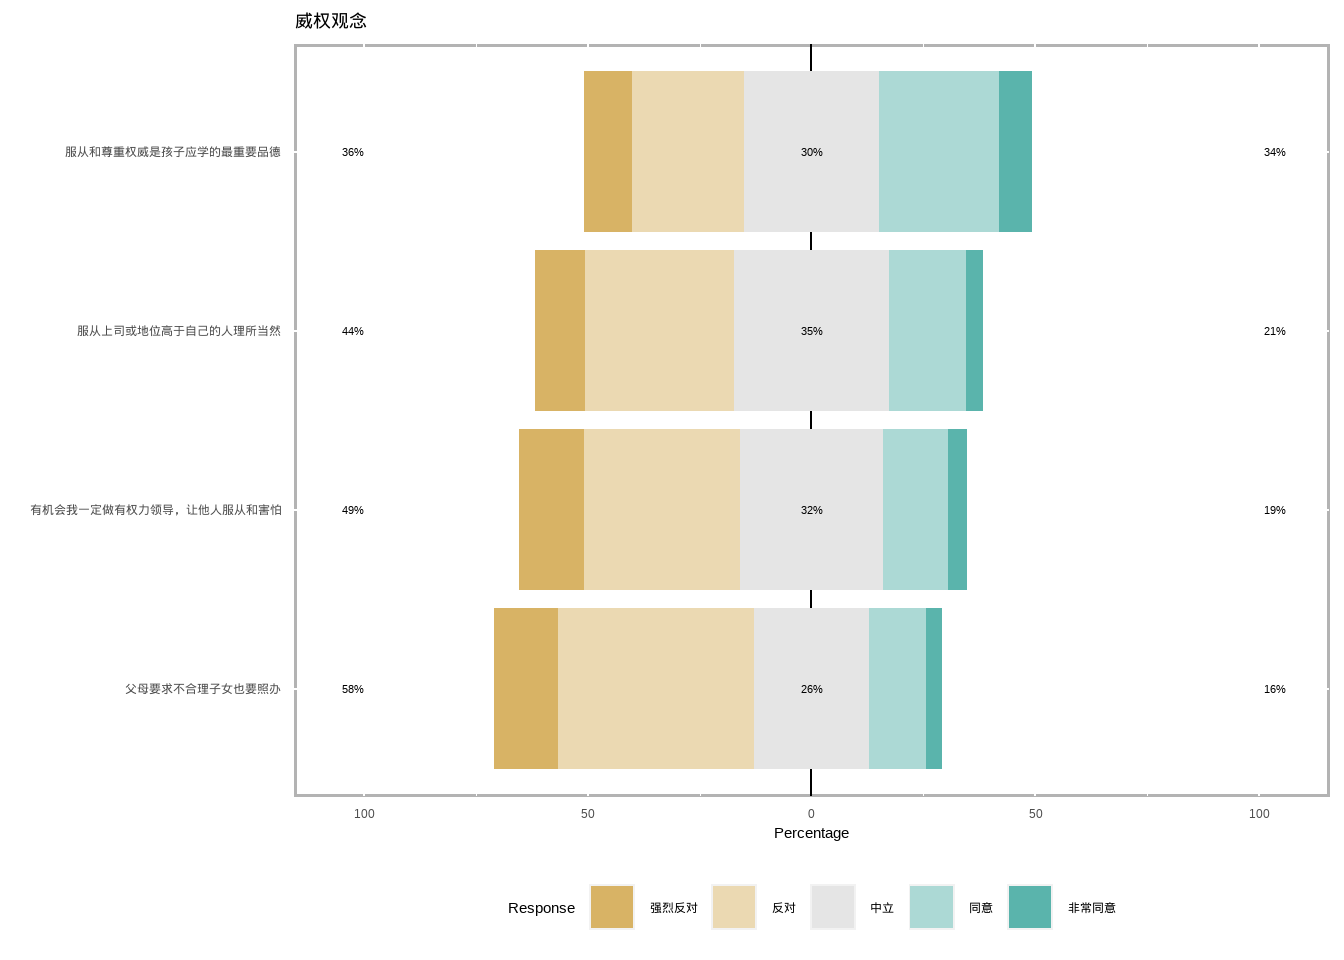 威权观念
服从和尊重权威是孩子应学的最重要品德
36%
30%
34%
服从上司或地位高于自己的人理所当然
44%
35%
21%
有机会我一定做有权力领导，让他人服从和害怕
49%
32%
19%
父母要求不合理子女也要照办
58%
26%
16%
100
50
0
50
100
Percentage
Response
强烈反对
反对
中立
同意
非常同意